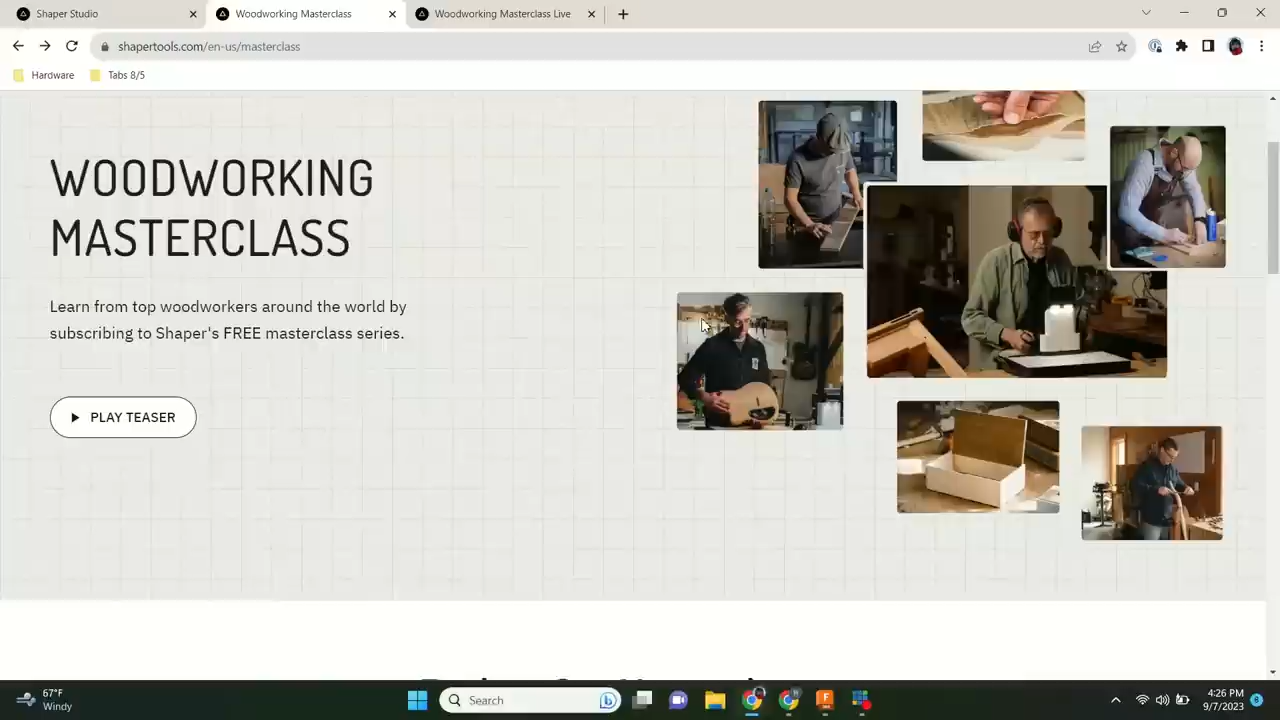 Shaper Studio
Woodworking Masterclass
Woodworking Masterclass Live
shapertools.com/en-us/masterclass
Hardware
Tabs 8/5
WOODWORKING
MASTERCLASS
Learn from top woodworkers around the world by
subscribing to Shaper's FREE masterclass series.
PLAY TEASER
67°F
Windy
Search
4:26 PM
9/7/2023